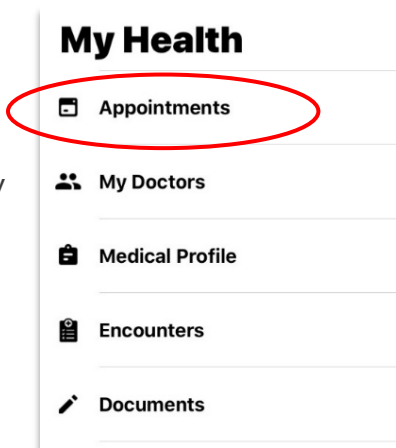 My Health
Appointments
My Doctors
Medical Profile
Encounters
Documents